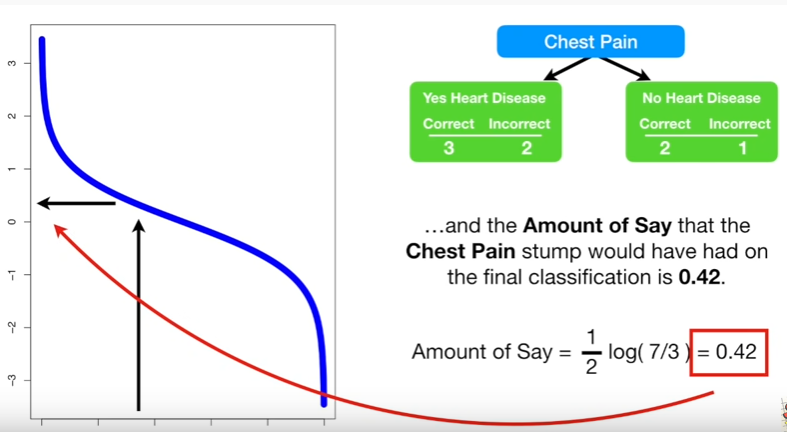 3
2
1
0
-1
-2
-3
Chest Pain
Yes Heart Disease
Correct Incorrect
3 2
No Heart Disease
Correct Incorrect
2 1
...and the Amount of Say that the
Chest Pain stump would have had on
the final classification is 0.42.
Amount of Say = 1/2 log( 7/3 ) = 0.42